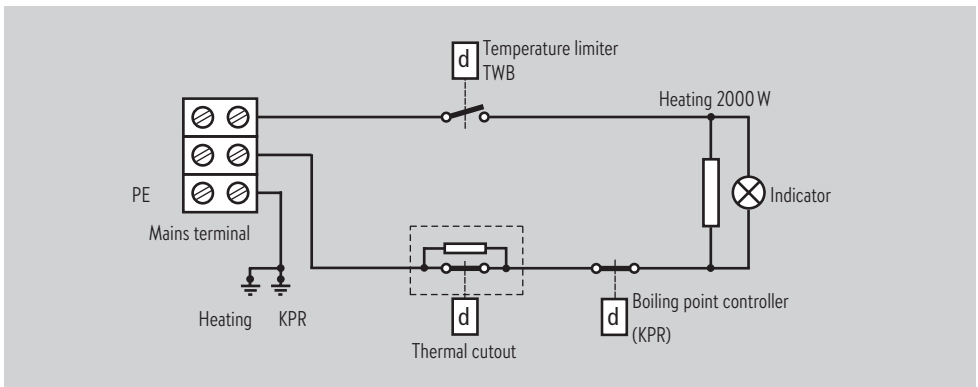 d
Temperature limiter
TWB
Heating 2000 W
PE
Indicator
Mains terminal
Heating
KPR
d
Thermal cutout
d
Boiling point controller
(KPR)